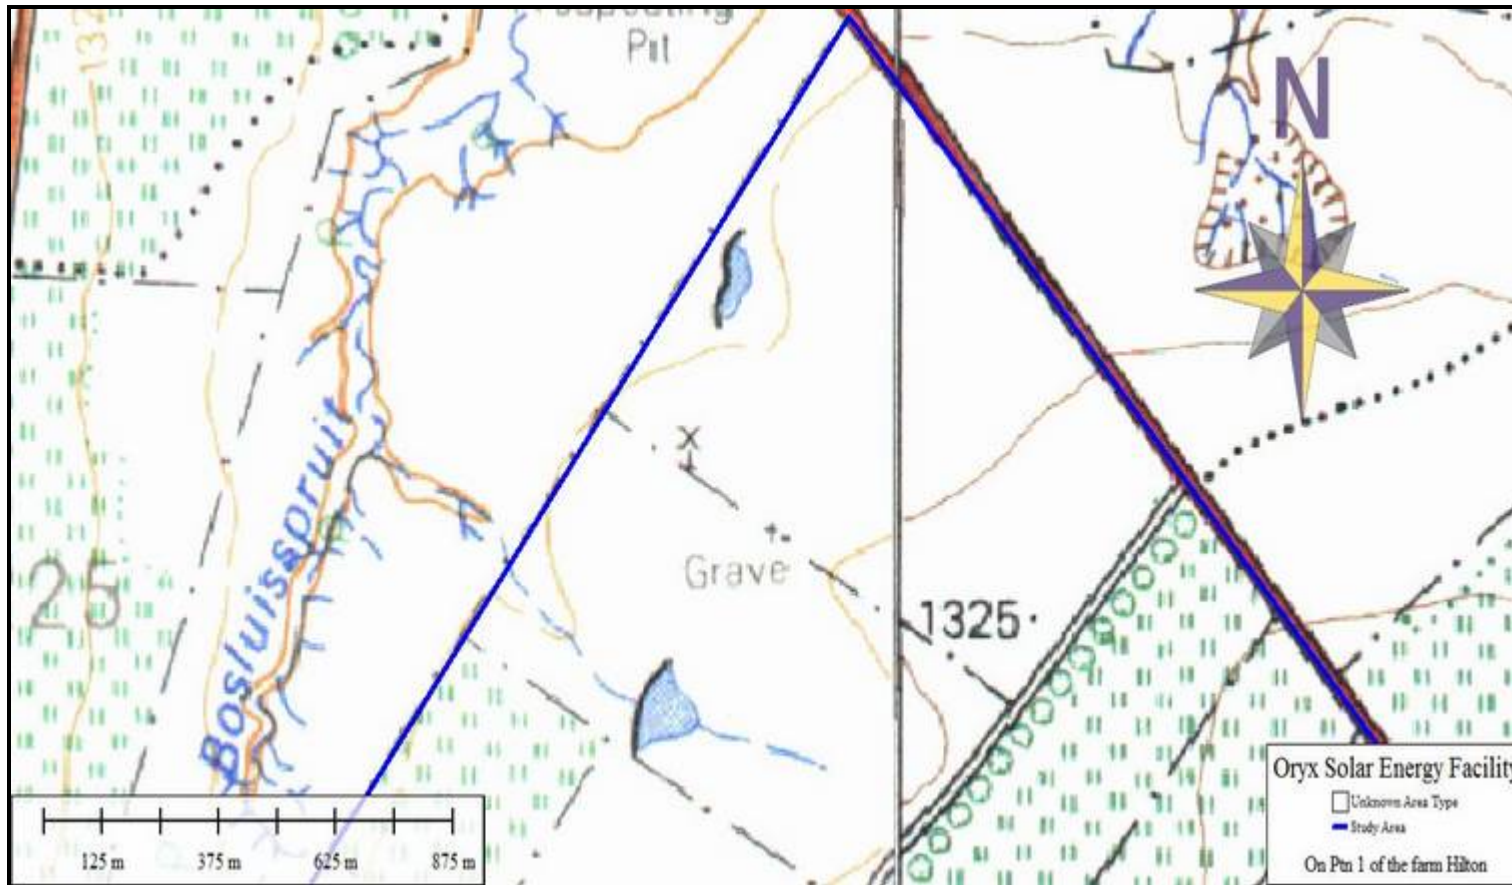 Pit
N
132
Grave
1325
25
Bosluisspruit
Oryx Solar Energy Facility
Unknown Area Type
Study Area
On Ptn 1 of the farm Hilton
125 m 375 m 625 m 875 m